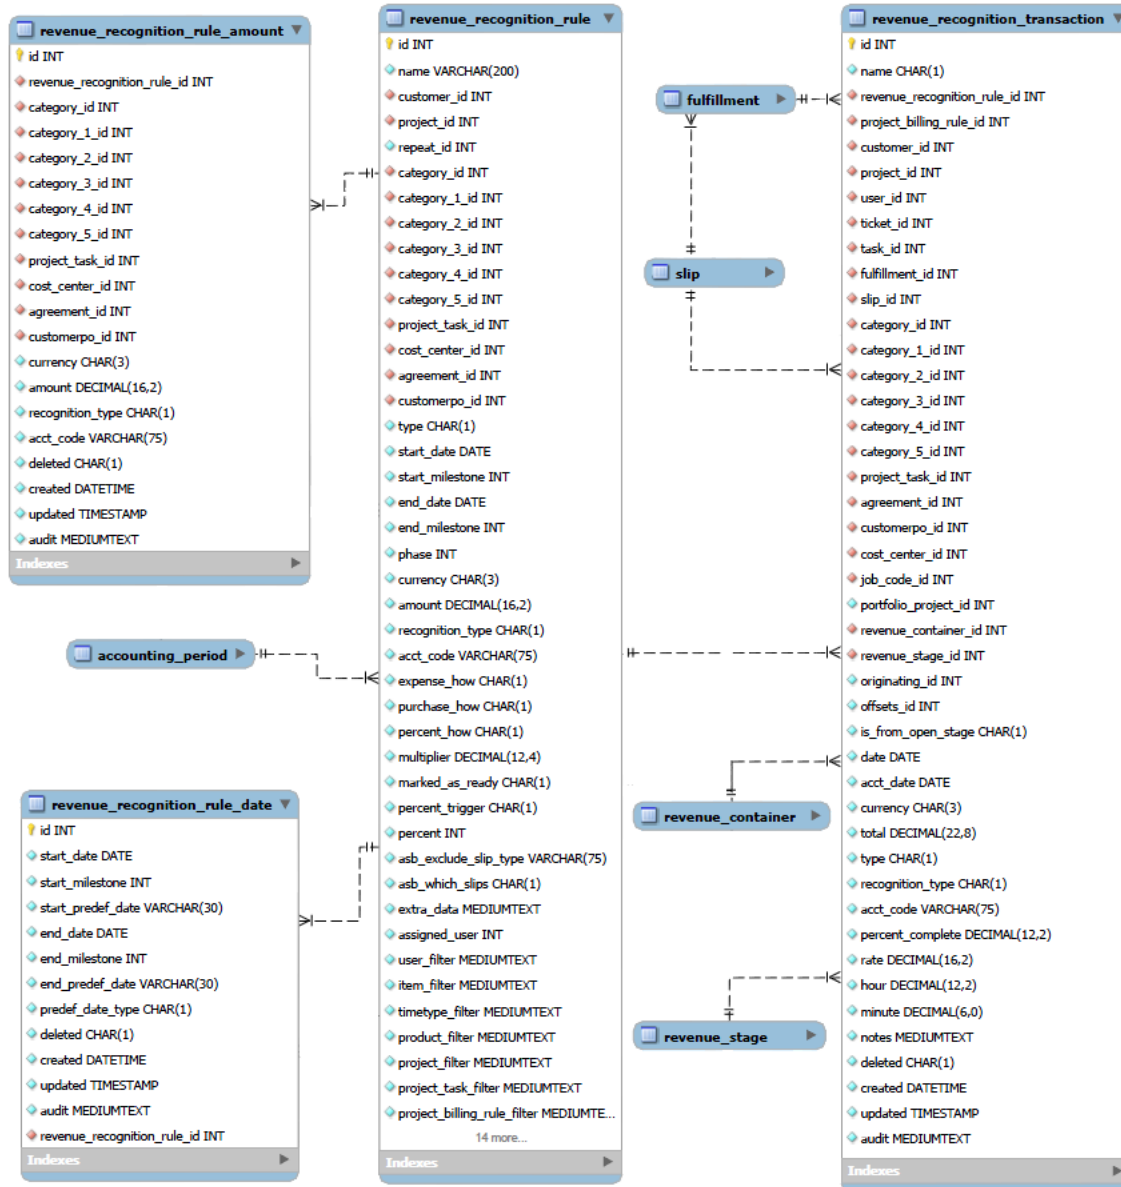 revenue_recognition_rule_amount
id INT
revenue_recognition_rule_id INT
category_id INT
category_1_id INT
category_2_id INT
category_3_id INT
category_4_id INT
category_5_id INT
project_task_id INT
cost_center_id INT
agreement_id INT
customerpo_id INT
currency CHAR(3)
amount DECIMAL(16,2)
recognition_type CHAR(1)
acct_code VARCHAR(75)
deleted CHAR(1)
created DATETIME
updated TIMESTAMP
audit MEDIUMTEXT
Indexes
accounting_period
revenue_recognition_rule_date
id INT
start_date DATE
start_milestone INT
start_predef_date VARCHAR(30)
end_date DATE
end_milestone INT
end_predef_date VARCHAR(30)
predef_date_type CHAR(1)
deleted CHAR(1)
created DATETIME
updated TIMESTAMP
audit MEDIUMTEXT
revenue_recognition_rule_id INT
Indexes
revenue_recognition_rule
id INT
name VARCHAR(200)
customer_id INT
project_id INT
repeat_id INT
category_id INT
category_1_id INT
category_2_id INT
category_3_id INT
category_4_id INT
category_5_id INT
project_task_id INT
cost_center_id INT
agreement_id INT
customerpo_id INT
type CHAR(1)
start_date DATE
start_milestone INT
end_date DATE
end_milestone INT
phase INT
currency CHAR(3)
amount DECIMAL(16,2)
recognition_type CHAR(1)
acct_code VARCHAR(75)
expense_how CHAR(1)
purchase_how CHAR(1)
percent_how CHAR(1)
multiplier DECIMAL(12,4)
marked_as_ready CHAR(1)
percent_trigger CHAR(1)
percent INT
asb_exclude_slip_type VARCHAR(75)
asb_which_slips CHAR(1)
extra_data MEDIUMTEXT
assigned_user INT
user_filter MEDIUMTEXT
item_filter MEDIUMTEXT
timetype_filter MEDIUMTEXT
product_filter MEDIUMTEXT
project_filter MEDIUMTEXT
project_task_filter MEDIUMTEXT
project_billing_rule_filter MEDIUMTE...
14 more...
Indexes
fulfillment
slip
revenue_container
revenue_stage
revenue_recognition_transaction
id INT
name CHAR(1)
revenue_recognition_rule_id INT
project_billing_rule_id INT
customer_id INT
project_id INT
user_id INT
ticket_id INT
task_id INT
fulfillment_id INT
slip_id INT
category_id INT
category_1_id INT
category_2_id INT
category_3_id INT
category_4_id INT
category_5_id INT
project_task_id INT
agreement_id INT
customerpo_id INT
cost_center_id INT
job_code_id INT
portfolio_project_id INT
revenue_container_id INT
revenue_stage_id INT
originating_id INT
offsets_id INT
is_from_open_stage CHAR(1)
date DATE
acct_date DATE
currency CHAR(3)
total DECIMAL(22,8)
type CHAR(1)
recognition_type CHAR(1)
acct_code VARCHAR(75)
percent_complete DECIMAL(12,2)
rate DECIMAL(16,2)
hour DECIMAL(12,2)
minute DECIMAL(6,0)
notes MEDIUMTEXT
deleted CHAR(1)
created DATETIME
updated TIMESTAMP
audit MEDIUMTEXT
Indexes